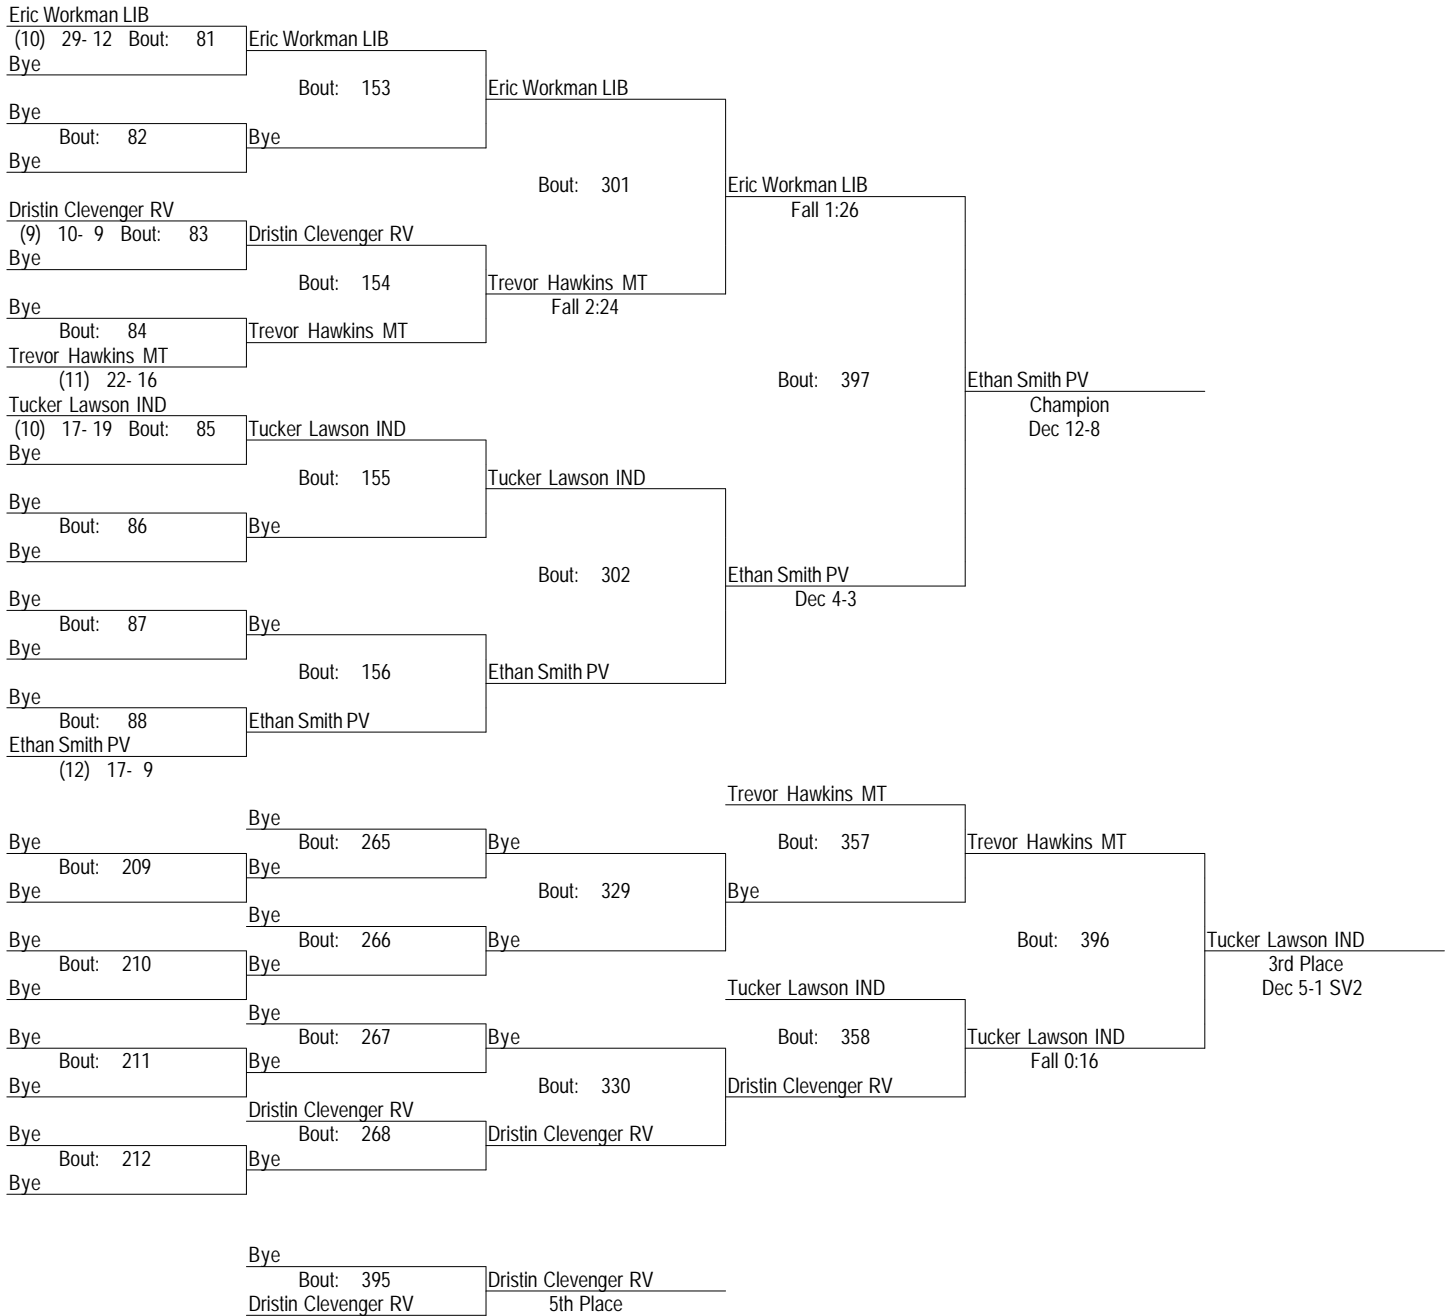 Eric Workman LIB
(10) 29- 12 Bout: 81 Eric Workman LIB
Bye
Bout: 153 Eric Workman LIB
Bye
Bout: 82 Bye
Bye
Bout: 301 Eric Workman LIB
Dristin Clevenger RV Fall 1:26
(9) 10- 9 Bout: 83 Dristin Clevenger RV
Bye
Bout: 154 Trevor Hawkins MT
Bye Fall 2:24
Bout: 84 Trevor Hawkins MT
Trevor Hawkins MT
(11) 22- 16 Bout: 397 Ethan Smith PV
Tucker Lawson IND Champion
(10) 17- 19 Bout: 85 Tucker Lawson IND Dec 12-8
Bye
Bout: 155 Tucker Lawson IND
Bye
Bout: 86 Bye
Bye
Bout: 302 Ethan Smith PV
Bye Dec 4-3
Bout: 87 Bye
Bye
Bout: 156 Ethan Smith PV
Bye
Bout: 88 Ethan Smith PV
Ethan Smith PV
(12) 17- 9
Trevor Hawkins MT
Bye
Bye Bout: 265 Bye Bout: 357 Trevor Hawkins MT
Bout: 209 Bye
Bye Bout: 329 Bye
Bye
Bye Bout: 266 Bye Bout: 396 Tucker Lawson IND
Bout: 210 Bye 3rd Place
Bye Tucker Lawson IND Dec 5-1 SV2
Bye
Bye Bout: 267 Bye Bout: 358 Tucker Lawson IND
Bout: 211 Bye Fall 0:16
Bye Bout: 330 Dristin Clevenger RV
Dristin Clevenger RV
Bye Bout: 268 Dristin Clevenger RV
Bout: 212 Bye
Bye
Bye
Bout: 395 Dristin Clevenger RV
Dristin Clevenger RV 5th Place